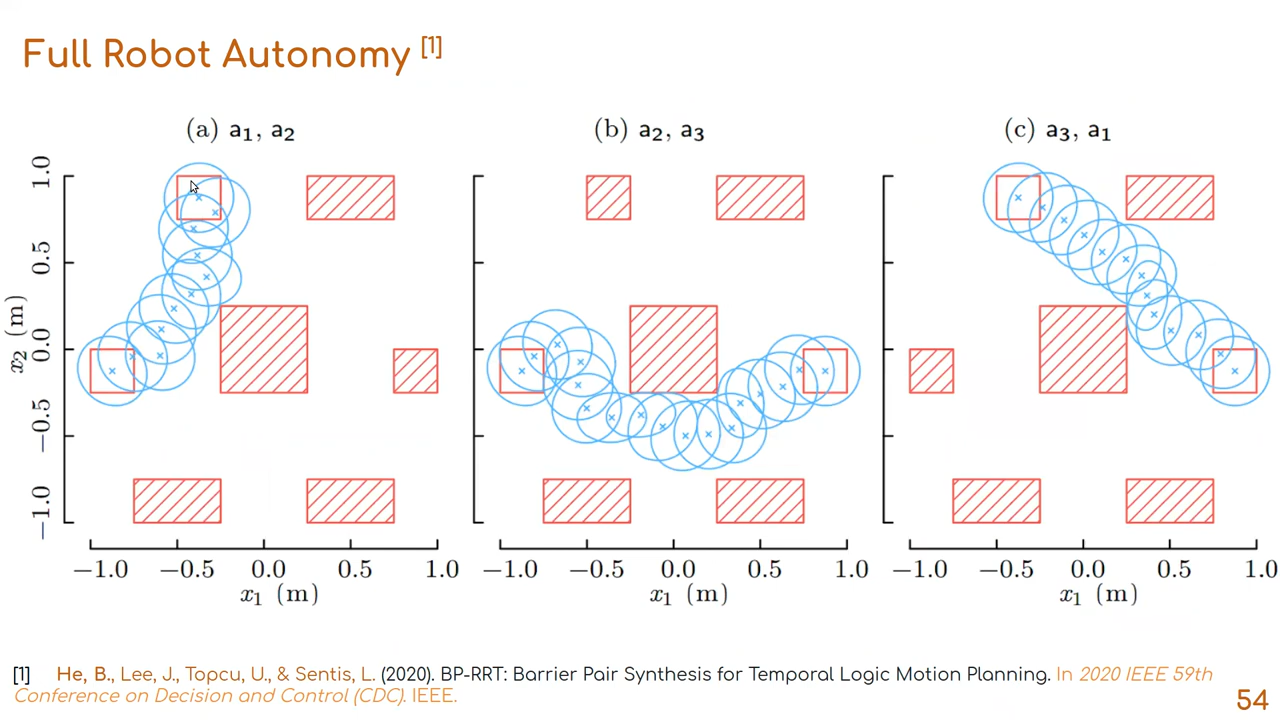 Full Robot Autonomy [1]
(a) a₁, a₂
(b) a₂, a₃
(c) a₃, a₁
1.0
0.5
0.0
−0.5
−1.0
x₂ (m)
−1.0 −0.5 0.0 0.5 1.0
x₁ (m)
−1.0 −0.5 0.0 0.5 1.0
x₁ (m)
−1.0 −0.5 0.0 0.5 1.0
x₁ (m)
[1] He, B., Lee, J., Topcu, U., & Sentis, L. (2020). BP-RRT: Barrier Pair Synthesis for Temporal Logic Motion Planning. In 2020 IEEE 59th
Conference on Decision and Control (CDC). IEEE.
54